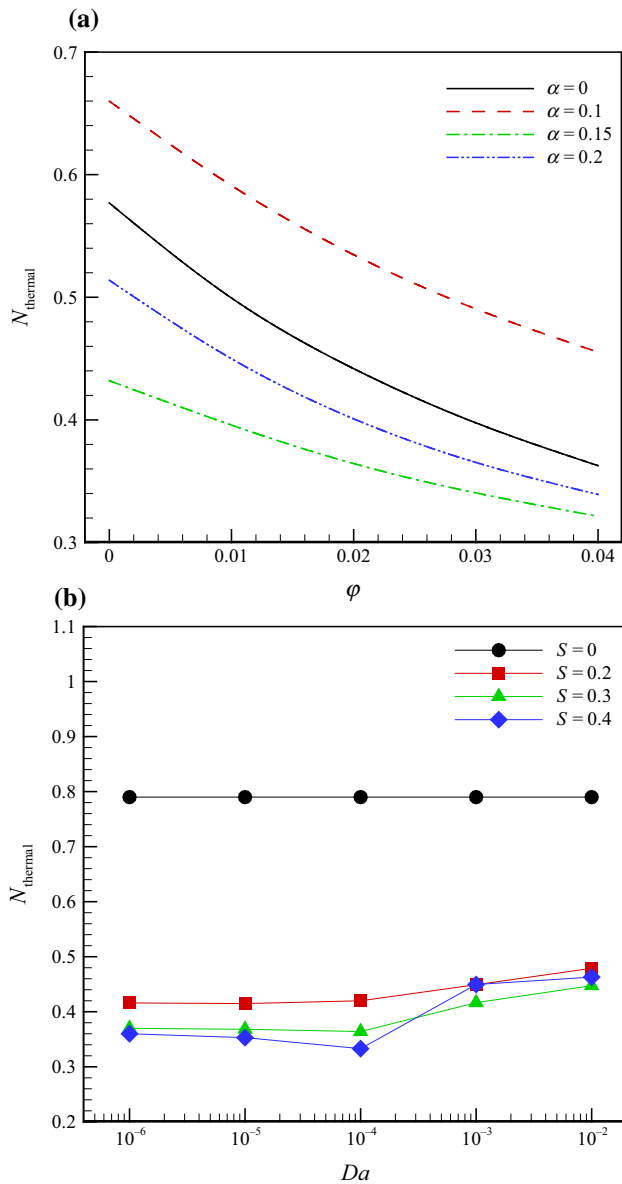 (a)
0.7
0.6
0.5
0.4
0.3
N_thermal
α = 0
α = 0.1
α = 0.15
α = 0.2
0 0.01 0.02 0.03 0.04
φ
(b)
1.1
1
0.9
0.8
0.7
0.6
0.5
0.4
0.3
0.2
N_thermal
S = 0
S = 0.2
S = 0.3
S = 0.4
10⁻⁶ 10⁻⁵ 10⁻⁴ 10⁻³ 10⁻²
Da